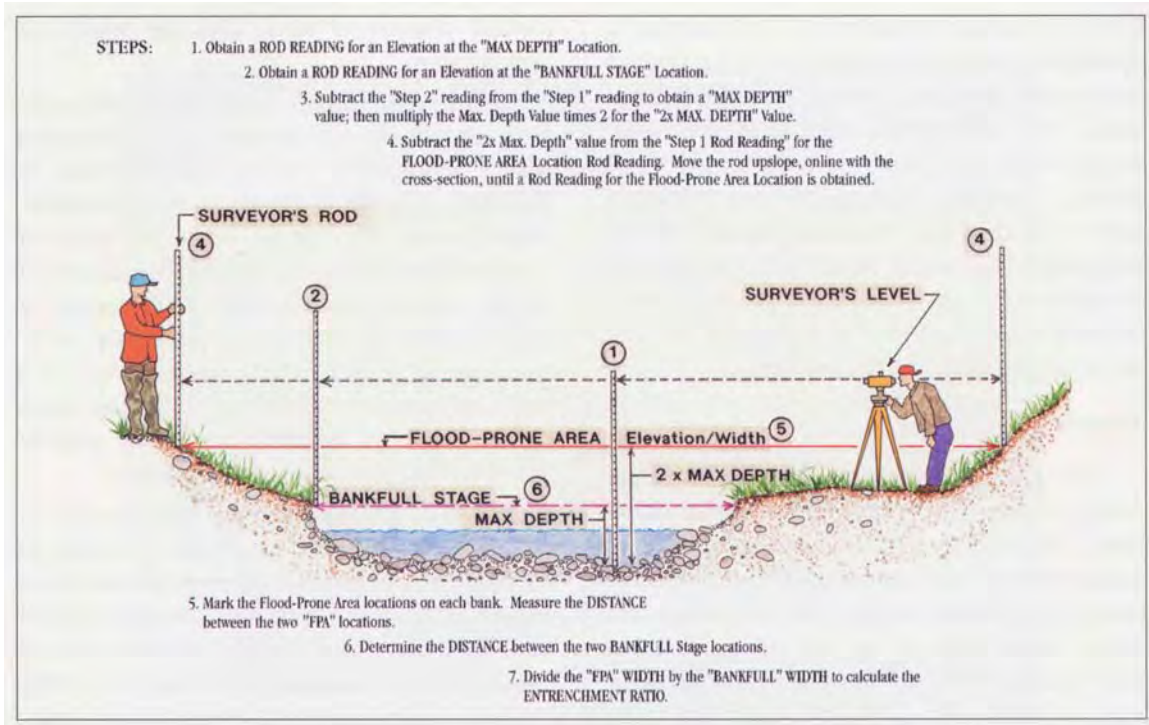 STEPS: 1. Obtain a ROD READING for an Elevation at the "MAX DEPTH" Location.
2. Obtain a ROD READING for an Elevation at the "BANKFULL STAGE" Location.
3. Subtract the "Step 2" reading from the "Step 1" reading to obtain a "MAX DEPTH"
value; then multiply the Max. Depth Value times 2 for the "2x MAX. DEPTH" Value.
4. Subtract the "2x Max. Depth" value from the "Step 1 Rod Reading" for the
FLOOD-PRONE AREA Location Rod Reading. Move the rod upslope, online with the
cross-section, until a Rod Reading for the Flood-Prone Area Location is obtained.
SURVEYOR'S ROD
4
4
2
SURVEYOR'S LEVEL
1
FLOOD-PRONE AREA Elevation/Width 5
2 x MAX DEPTH
BANKFULL STAGE 6
MAX DEPTH
5. Mark the Flood-Prone Area locations on each bank. Measure the DISTANCE
between the two "FPA" locations.
6. Determine the DISTANCE between the two BANKFULL Stage locations.
7. Divide the "FPA" WIDTH by the "BANKFULL" WIDTH to calculate the
ENTRENCHMENT RATIO.